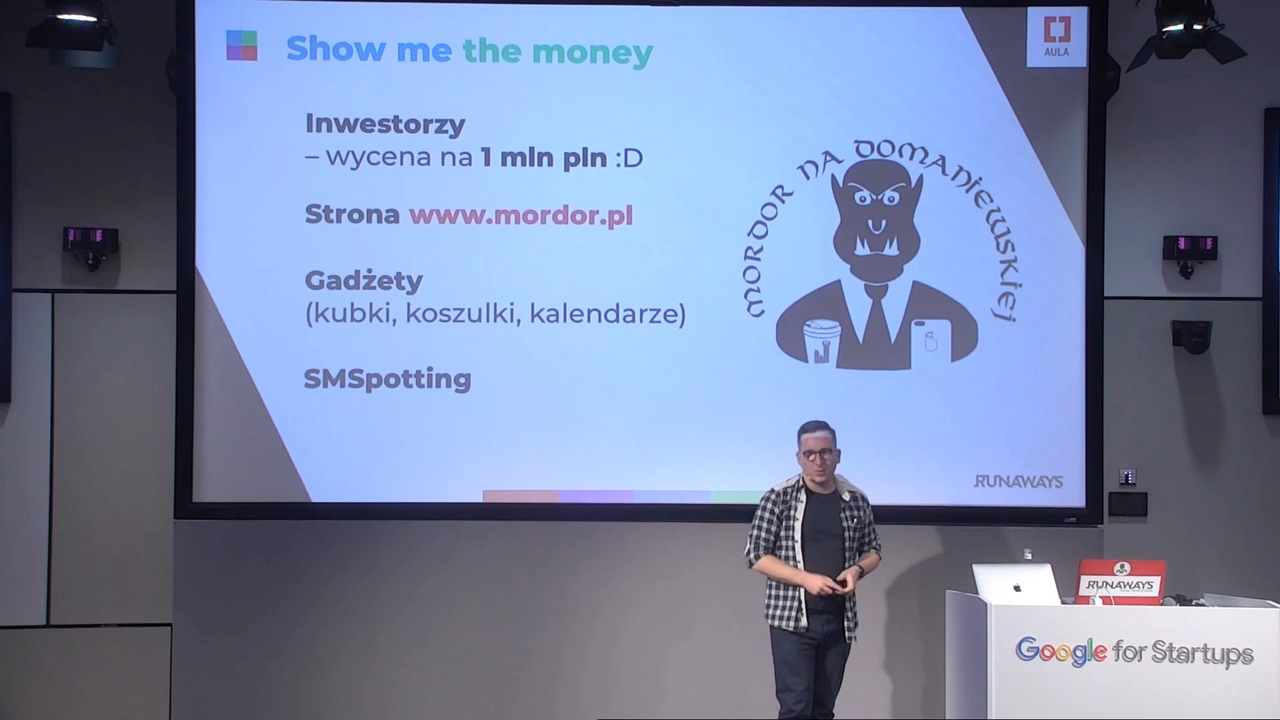 Show me the money
AULA
Inwestorzy
– wycena na 1 mln pln :D
Strona www.mordor.pl
Gadżety
(kubki, koszulki, kalendarze)
SMSpotting
MORDOR NA DOMANIEWSKIEJ
RUNAWAYS
RUNAWAYS
Google for Startups